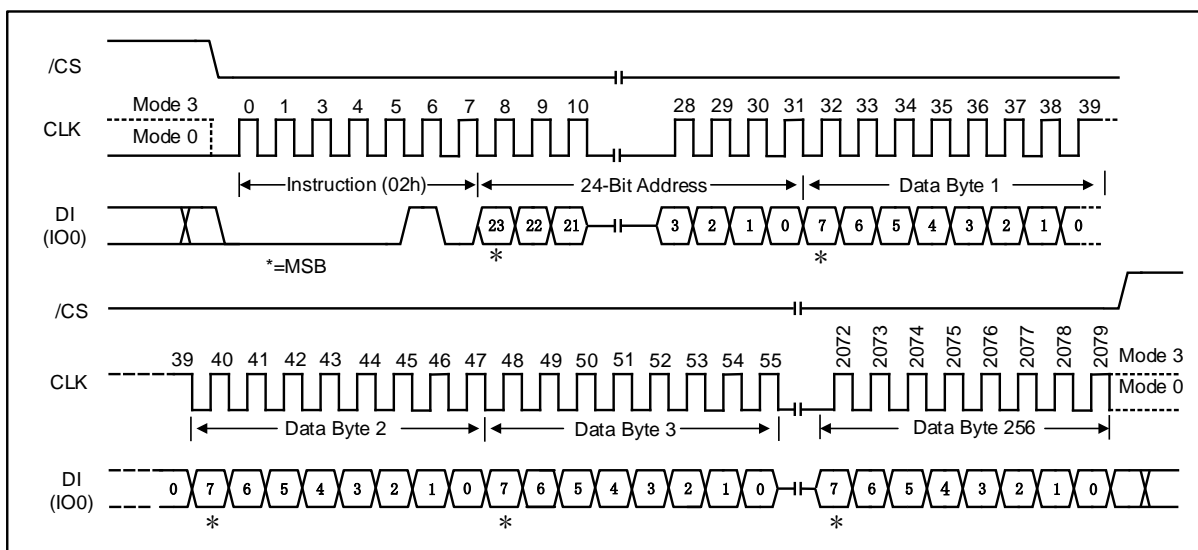 /CS
Mode 3
0 1 3 4 5 6 7 8 9 10 28 29 30 31 32 33 34 35 36 37 38 39
CLK
Mode 0
Instruction (02h) 24-Bit Address Data Byte 1
DI
(IO0)
23 22 21 3 2 1 0 7 6 5 4 3 2 1 0
* *
*=MSB
/CS
39 40 41 42 43 44 45 46 47 48 49 50 51 52 53 54 55 2072 2073 2074 2075 2076 2077 2078 2079
Mode 3
CLK
Mode 0
Data Byte 2 Data Byte 3 Data Byte 256
DI
(IO0)
0 7 6 5 4 3 2 1 0 7 6 5 4 3 2 1 0 7 6 5 4 3 2 1 0
* * *